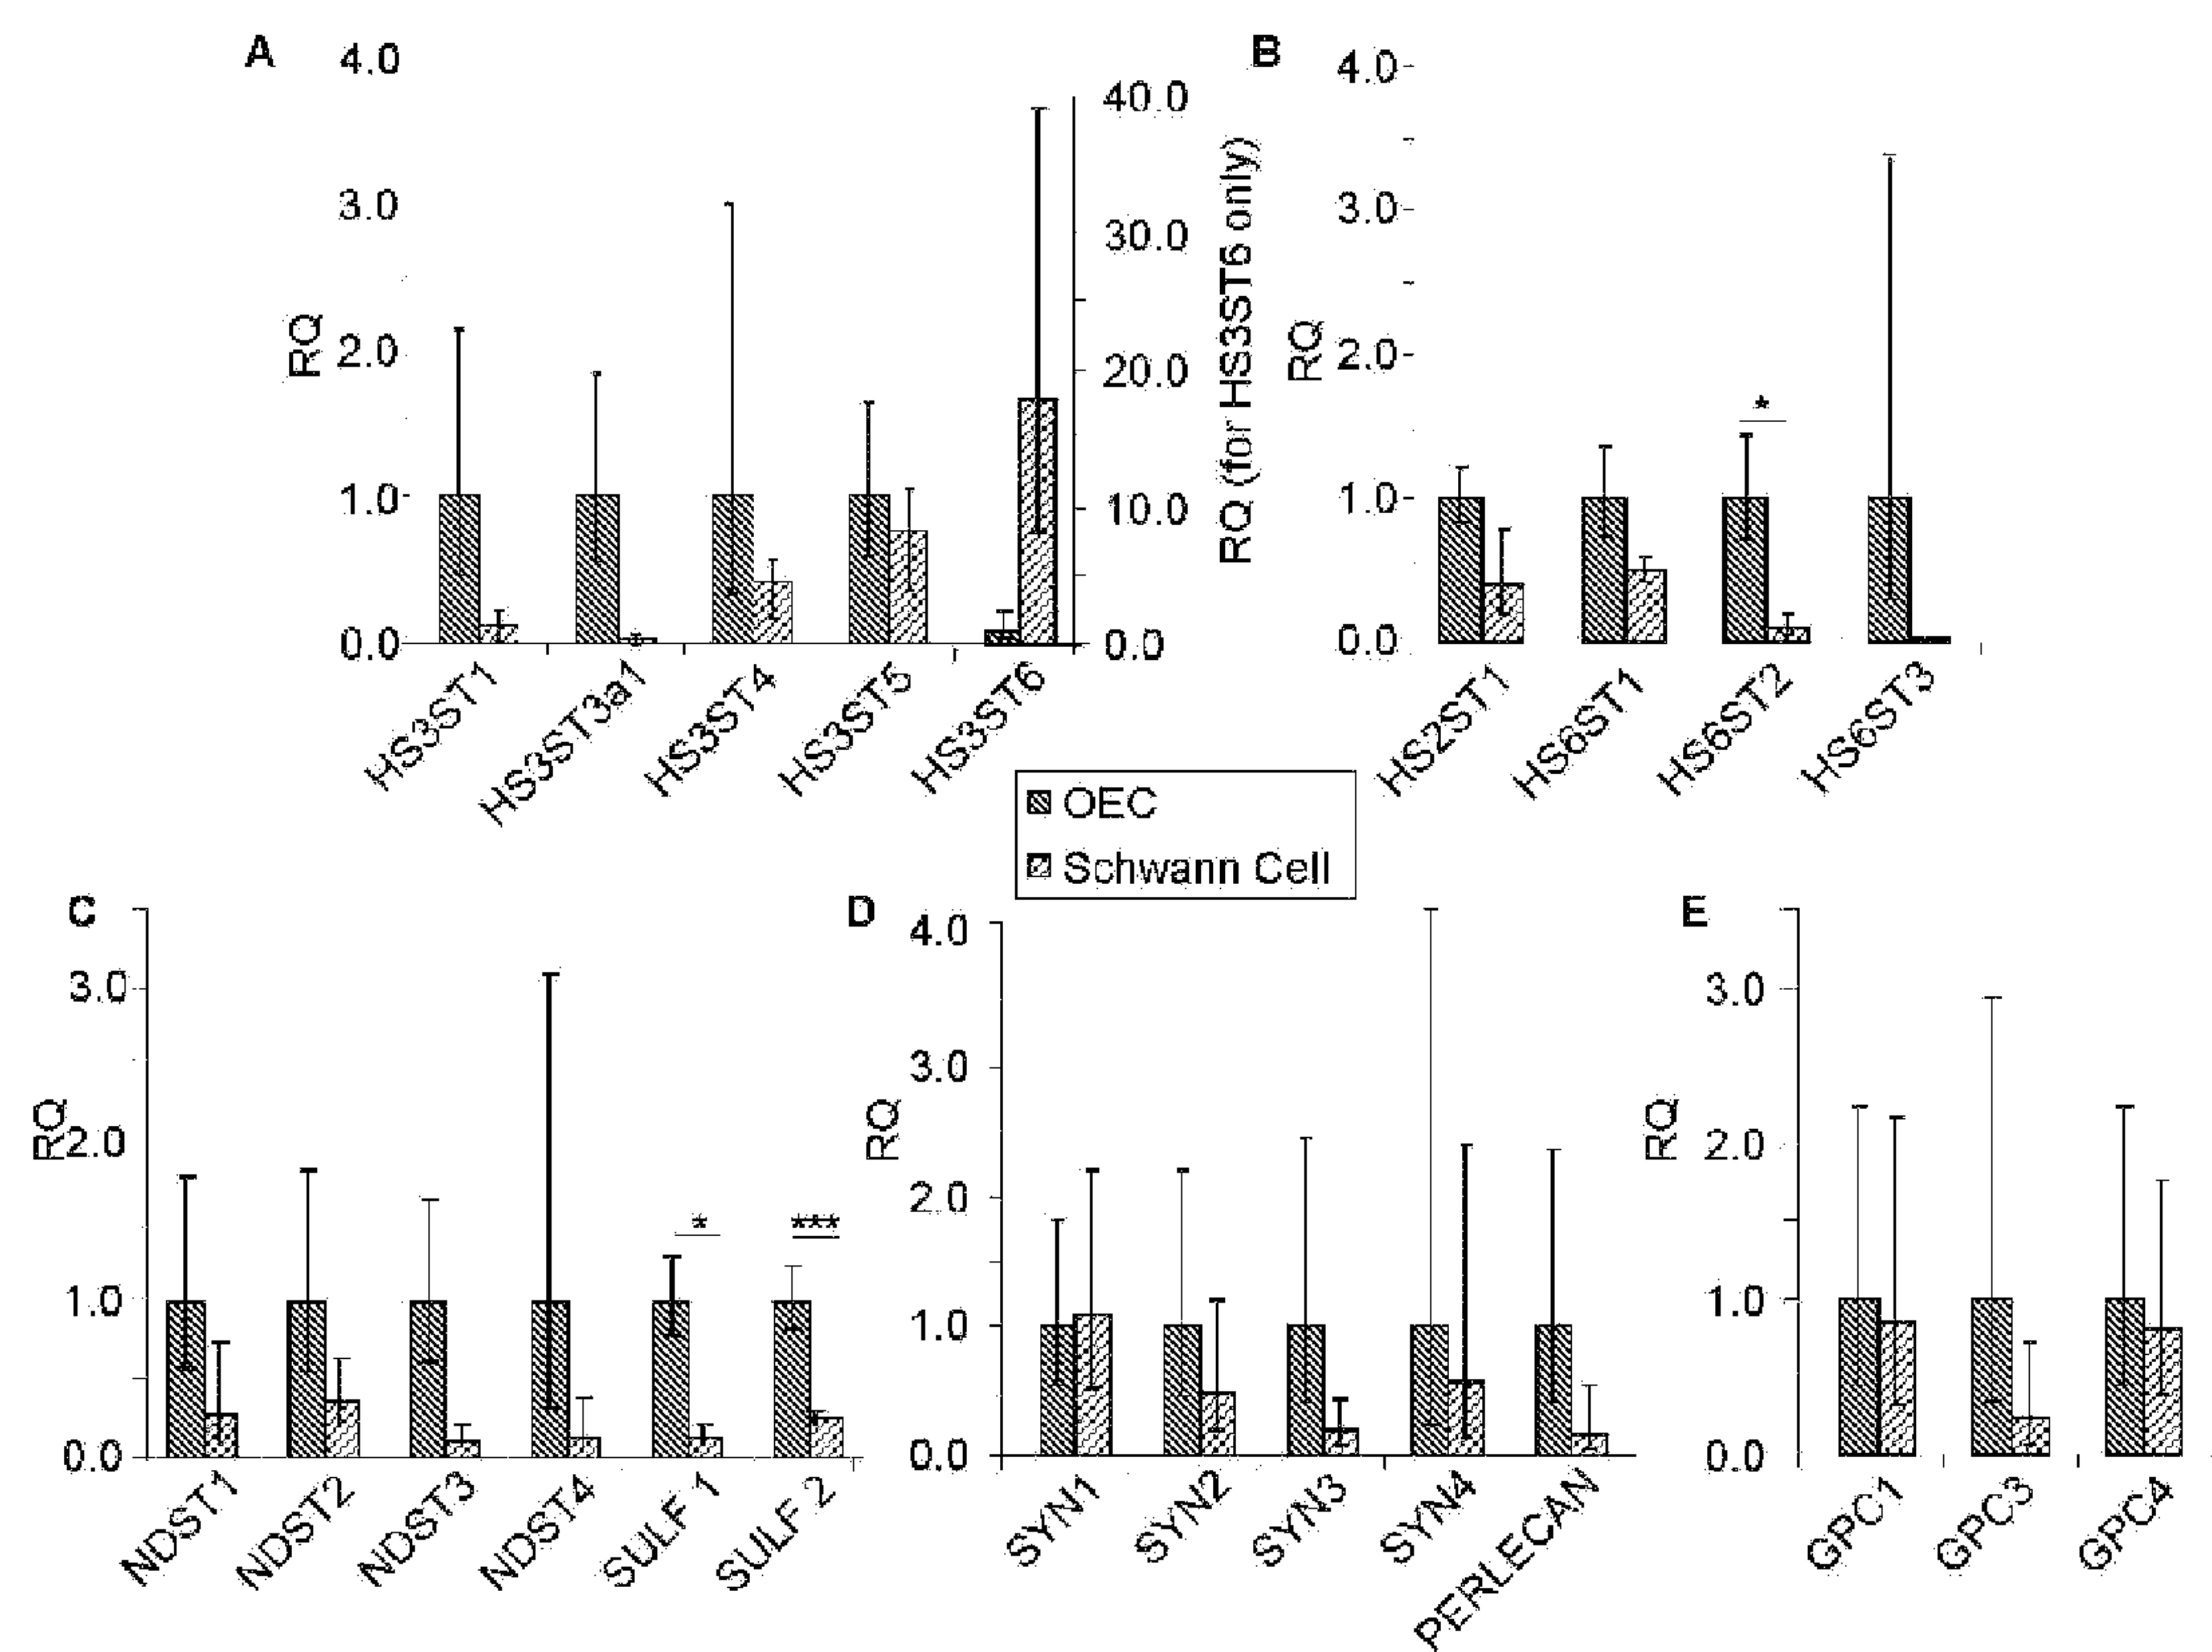 A
4.0
3.0
2.0
1.0
0.0
RQ
40.0
30.0
20.0
10.0
0.0
RQ (for HS3ST6 only)
HS3ST1
HS3ST3a1
HS3ST4
HS3ST5
HS3ST6
B
4.0
3.0
2.0
1.0
0.0
RQ
*
HS2ST1
HS6ST1
HS6ST2
HS6ST3
OEC
Schwann Cell
C
3.0
2.0
1.0
0.0
RQ
*
***
NDST1
NDST2
NDST3
NDST4
SULF 1
SULF 2
D
4.0
3.0
2.0
1.0
0.0
RQ
SYN1
SYN2
SYN3
SYN4
PERLECAN
E
3.0
2.0
1.0
0.0
RQ
GPC1
GPC3
GPC4